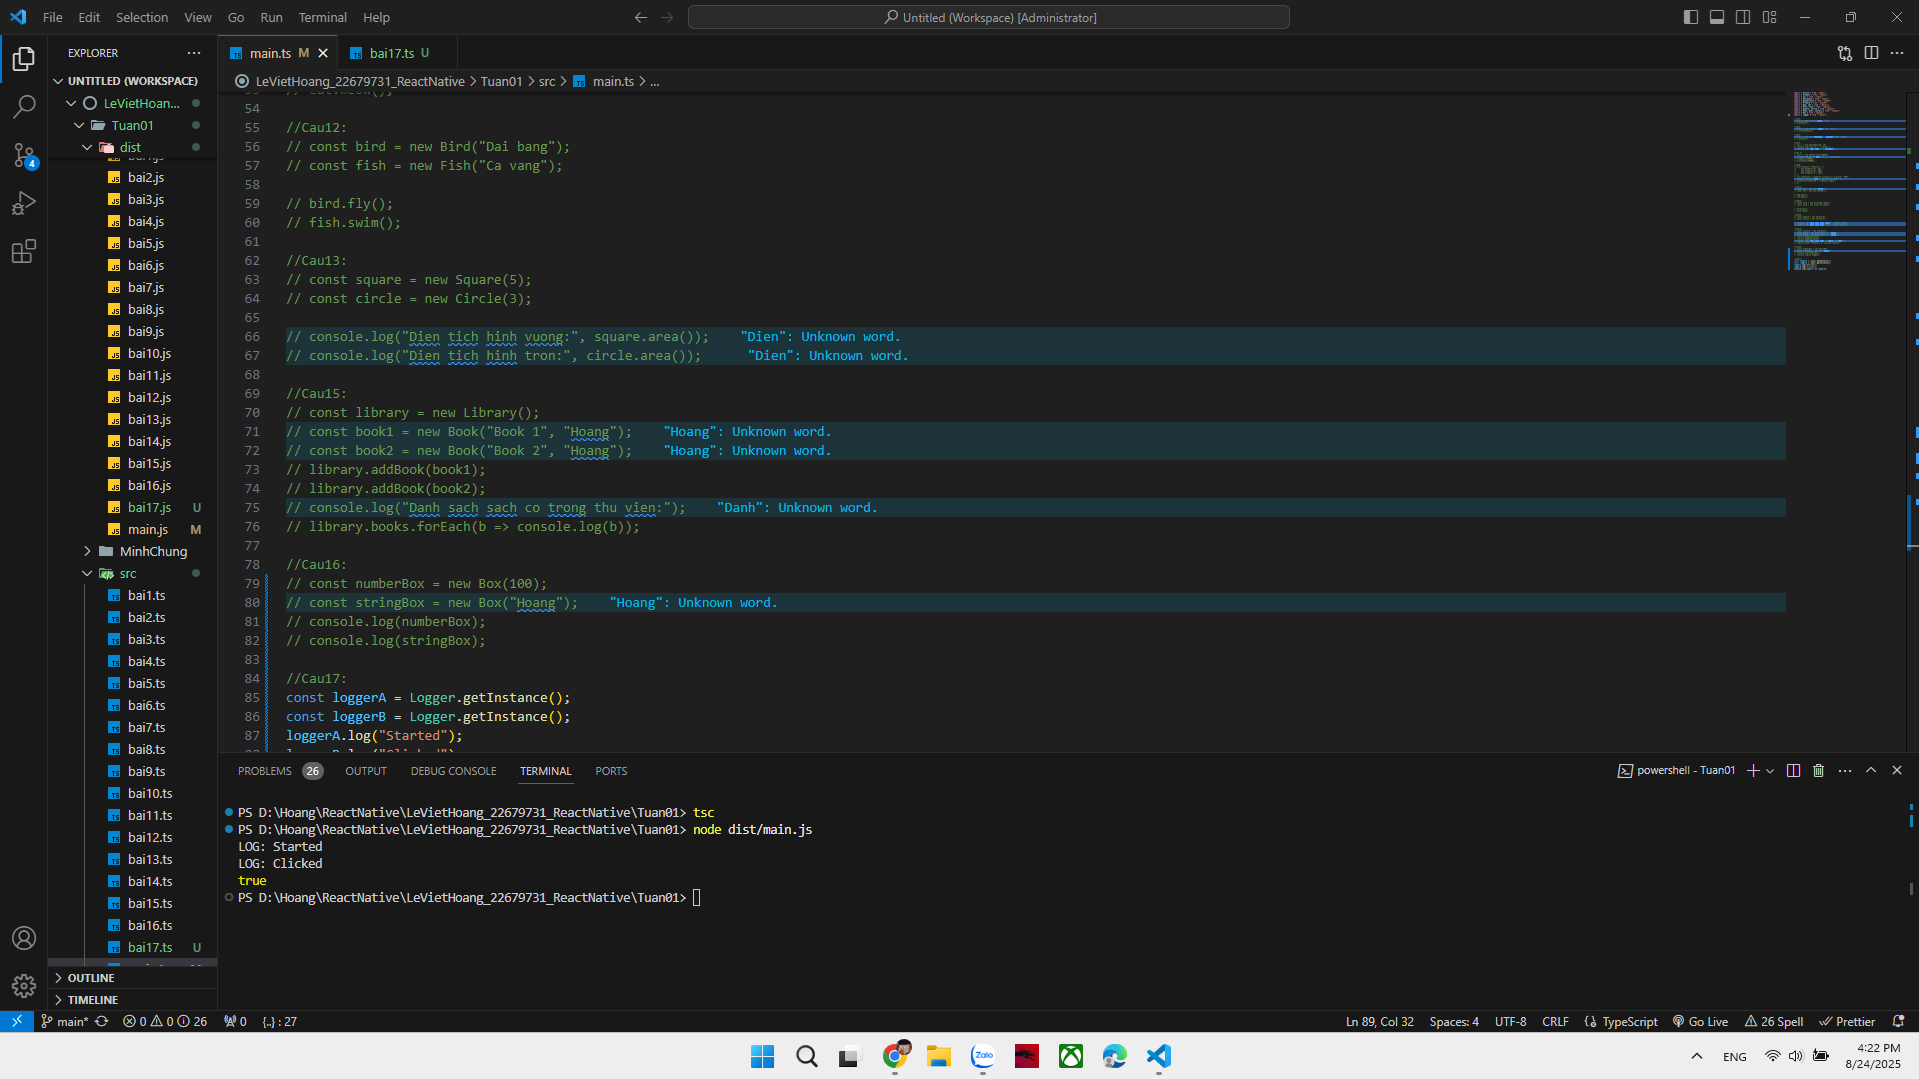 File Edit Selection View Go Run Terminal Help
Untitled (Workspace) [Administrator]
EXPLORER
UNTITLED (WORKSPACE)
LeVietHoan...
Tuan01
dist
bai2.js
bai3.js
bai4.js
bai5.js
bai6.js
bai7.js
bai8.js
bai9.js
bai10.js
bai11.js
bai12.js
bai13.js
bai14.js
bai15.js
bai16.js
bai17.js U
main.js M
MinhChung
src
bai1.ts
bai2.ts
bai3.ts
bai4.ts
bai5.ts
bai6.ts
bai7.ts
bai8.ts
bai9.ts
bai10.ts
bai11.ts
bai12.ts
bai13.ts
bai14.ts
bai15.ts
bai16.ts
bai17.ts U
OUTLINE
TIMELINE
4
main.ts M
bai17.ts U
LeVietHoang_22679731_ReactNative > Tuan01 > src > main.ts > ...
54
55 //Cau12:
56 // const bird = new Bird("Dai bang");
57 // const fish = new Fish("Ca vang");
58
59 // bird.fly();
60 // fish.swim();
61
62 //Cau13:
63 // const square = new Square(5);
64 // const circle = new Circle(3);
65
66 // console.log("Dien tich hinh vuong:", square.area()); "Dien": Unknown word.
67 // console.log("Dien tich hinh tron:", circle.area()); "Dien": Unknown word.
68
69 //Cau15:
70 // const library = new Library();
71 // const book1 = new Book("Book 1", "Hoang"); "Hoang": Unknown word.
72 // const book2 = new Book("Book 2", "Hoang"); "Hoang": Unknown word.
73 // library.addBook(book1);
74 // library.addBook(book2);
75 // console.log("Danh sach sach co trong thu vien:"); "Danh": Unknown word.
76 // library.books.forEach(b => console.log(b));
77
78 //Cau16:
79 // const numberBox = new Box(100);
80 // const stringBox = new Box("Hoang"); "Hoang": Unknown word.
81 // console.log(numberBox);
82 // console.log(stringBox);
83
84 //Cau17:
85 const loggerA = Logger.getInstance();
86 const loggerB = Logger.getInstance();
87 loggerA.log("Started");
PROBLEMS 26 OUTPUT DEBUG CONSOLE TERMINAL PORTS
powershell - Tuan01
PS D:\Hoang\ReactNative\LeVietHoang_22679731_ReactNative\Tuan01> tsc
PS D:\Hoang\ReactNative\LeVietHoang_22679731_ReactNative\Tuan01> node dist/main.js
LOG: Started
LOG: Clicked
true
PS D:\Hoang\ReactNative\LeVietHoang_22679731_ReactNative\Tuan01>
main* 0 0 26 0 {..} : 27
Ln 89, Col 32 Spaces: 4 UTF-8 CRLF TypeScript Go Live 26 Spell Prettier
Zalo
ENG
4:22 PM
8/24/2025